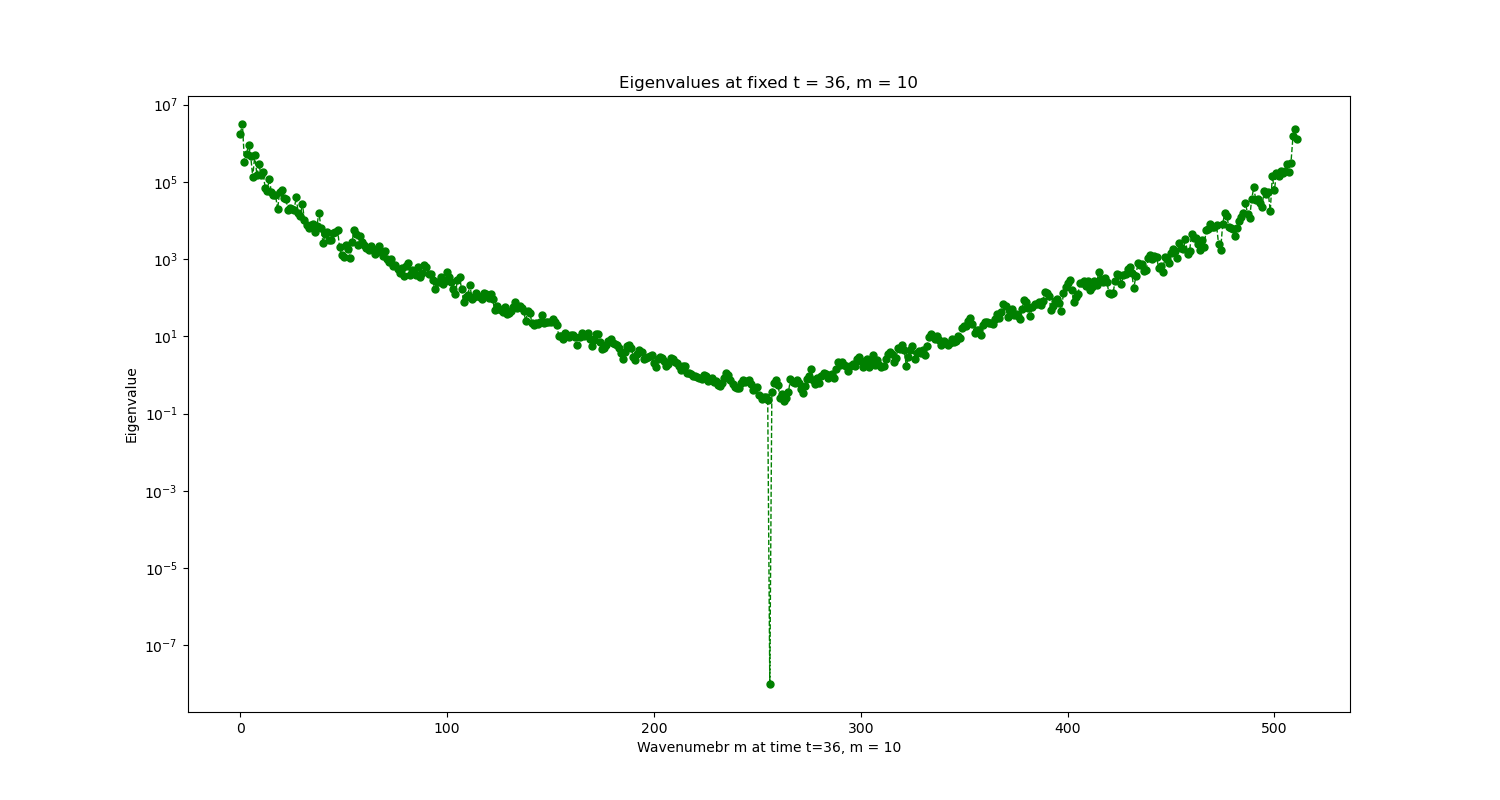 Eigenvalues at fixed t = 36, m = 10
10^7
10^5
10^3
10^1
10^−1
10^−3
10^−5
10^−7
Eigenvalue
0 100 200 300 400 500
Wavenumebr m at time t=36, m = 10